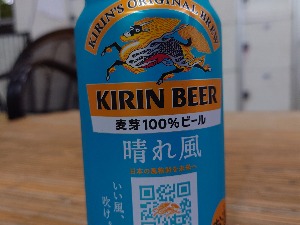 KIRIN'S ORIGINAL BREW
KIRIN BEER
麦芽100%ビール
晴れ風
いい風、
吹け。